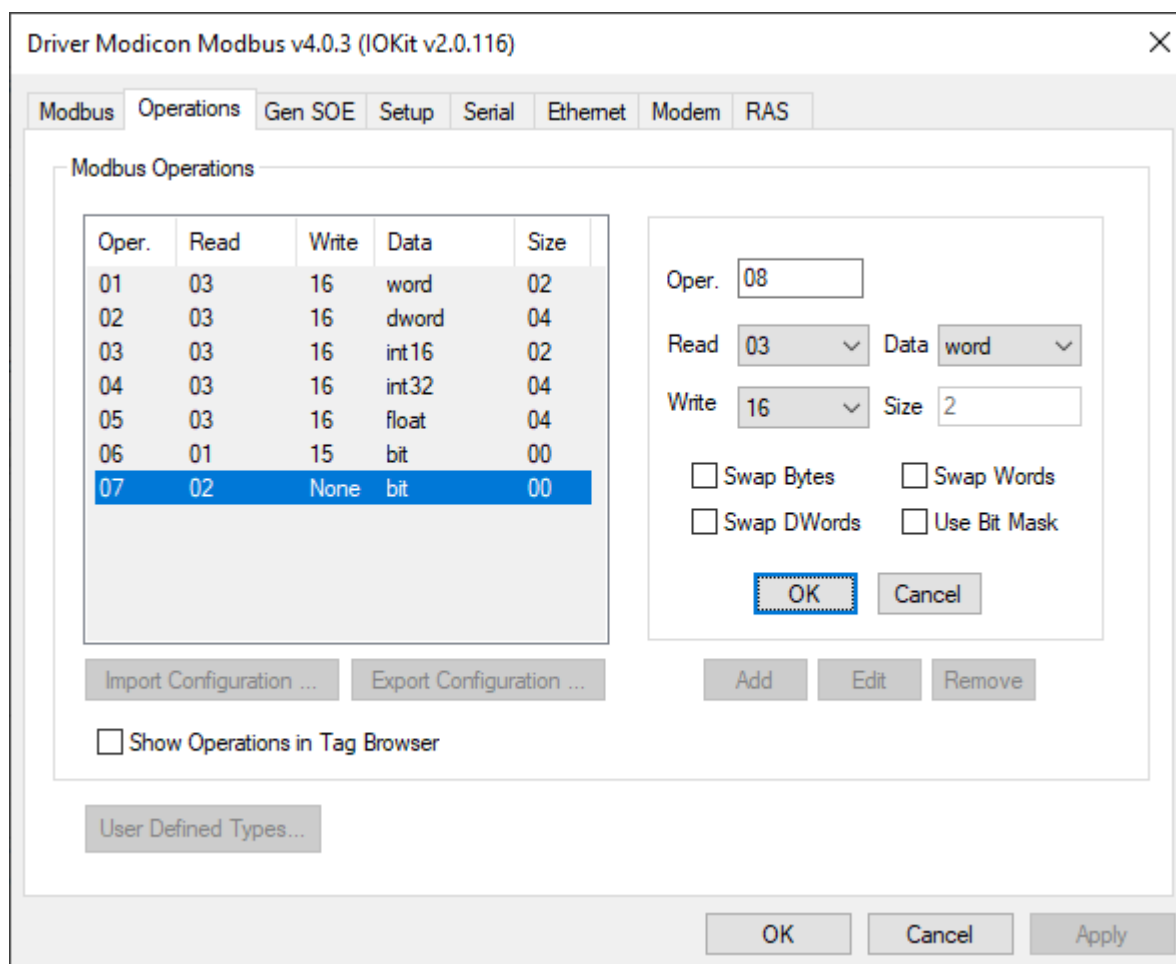 Driver Modicon Modbus v4.0.3 (IOKit v2.0.116)
Modbus Operations Gen SOE Setup Serial Ethernet Modem RAS
Modbus Operations
Oper. Read Write Data Size
01 03 16 word 02
02 03 16 dword 04
03 03 16 int16 02
04 03 16 int32 04
05 03 16 float 04
06 01 15 bit 00
07 02 None bit 00
Oper. 08
Read 03 Data word
Write 16 Size 2
Swap Bytes Swap Words
Swap DWords Use Bit Mask
OK Cancel
Import Configuration ... Export Configuration ... Add Edit Remove
Show Operations in Tag Browser
User Defined Types...
OK Cancel Apply